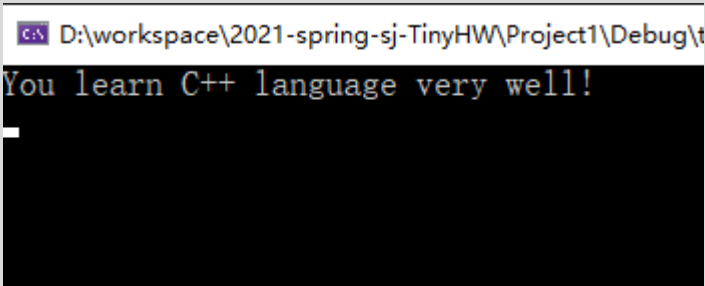 D:\workspace\2021-spring-sj-TinyHW\Project1\Debug\t
You learn C++ language very well!